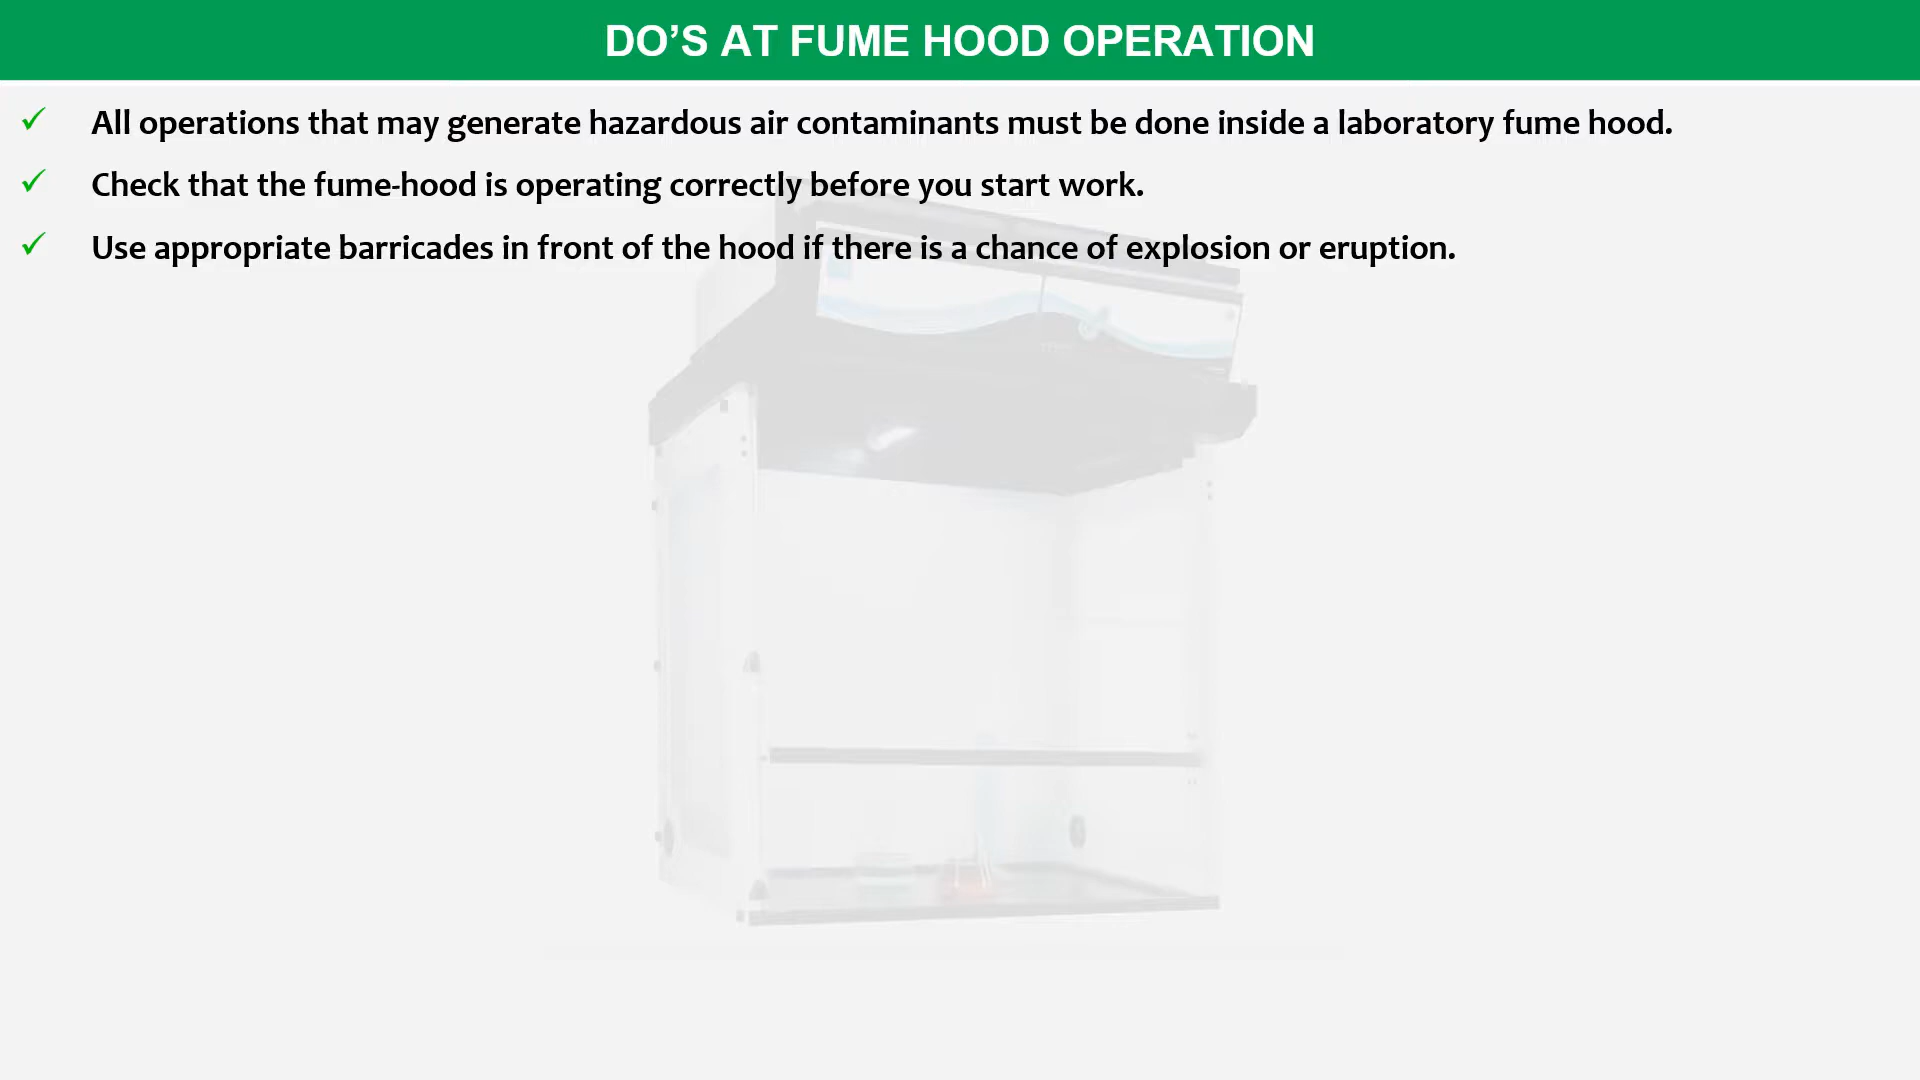 DO’S AT FUME HOOD OPERATION
✓ All operations that may generate hazardous air contaminants must be done inside a laboratory fume hood.
✓ Check that the fume-hood is operating correctly before you start work.
✓ Use appropriate barricades in front of the hood if there is a chance of explosion or eruption.